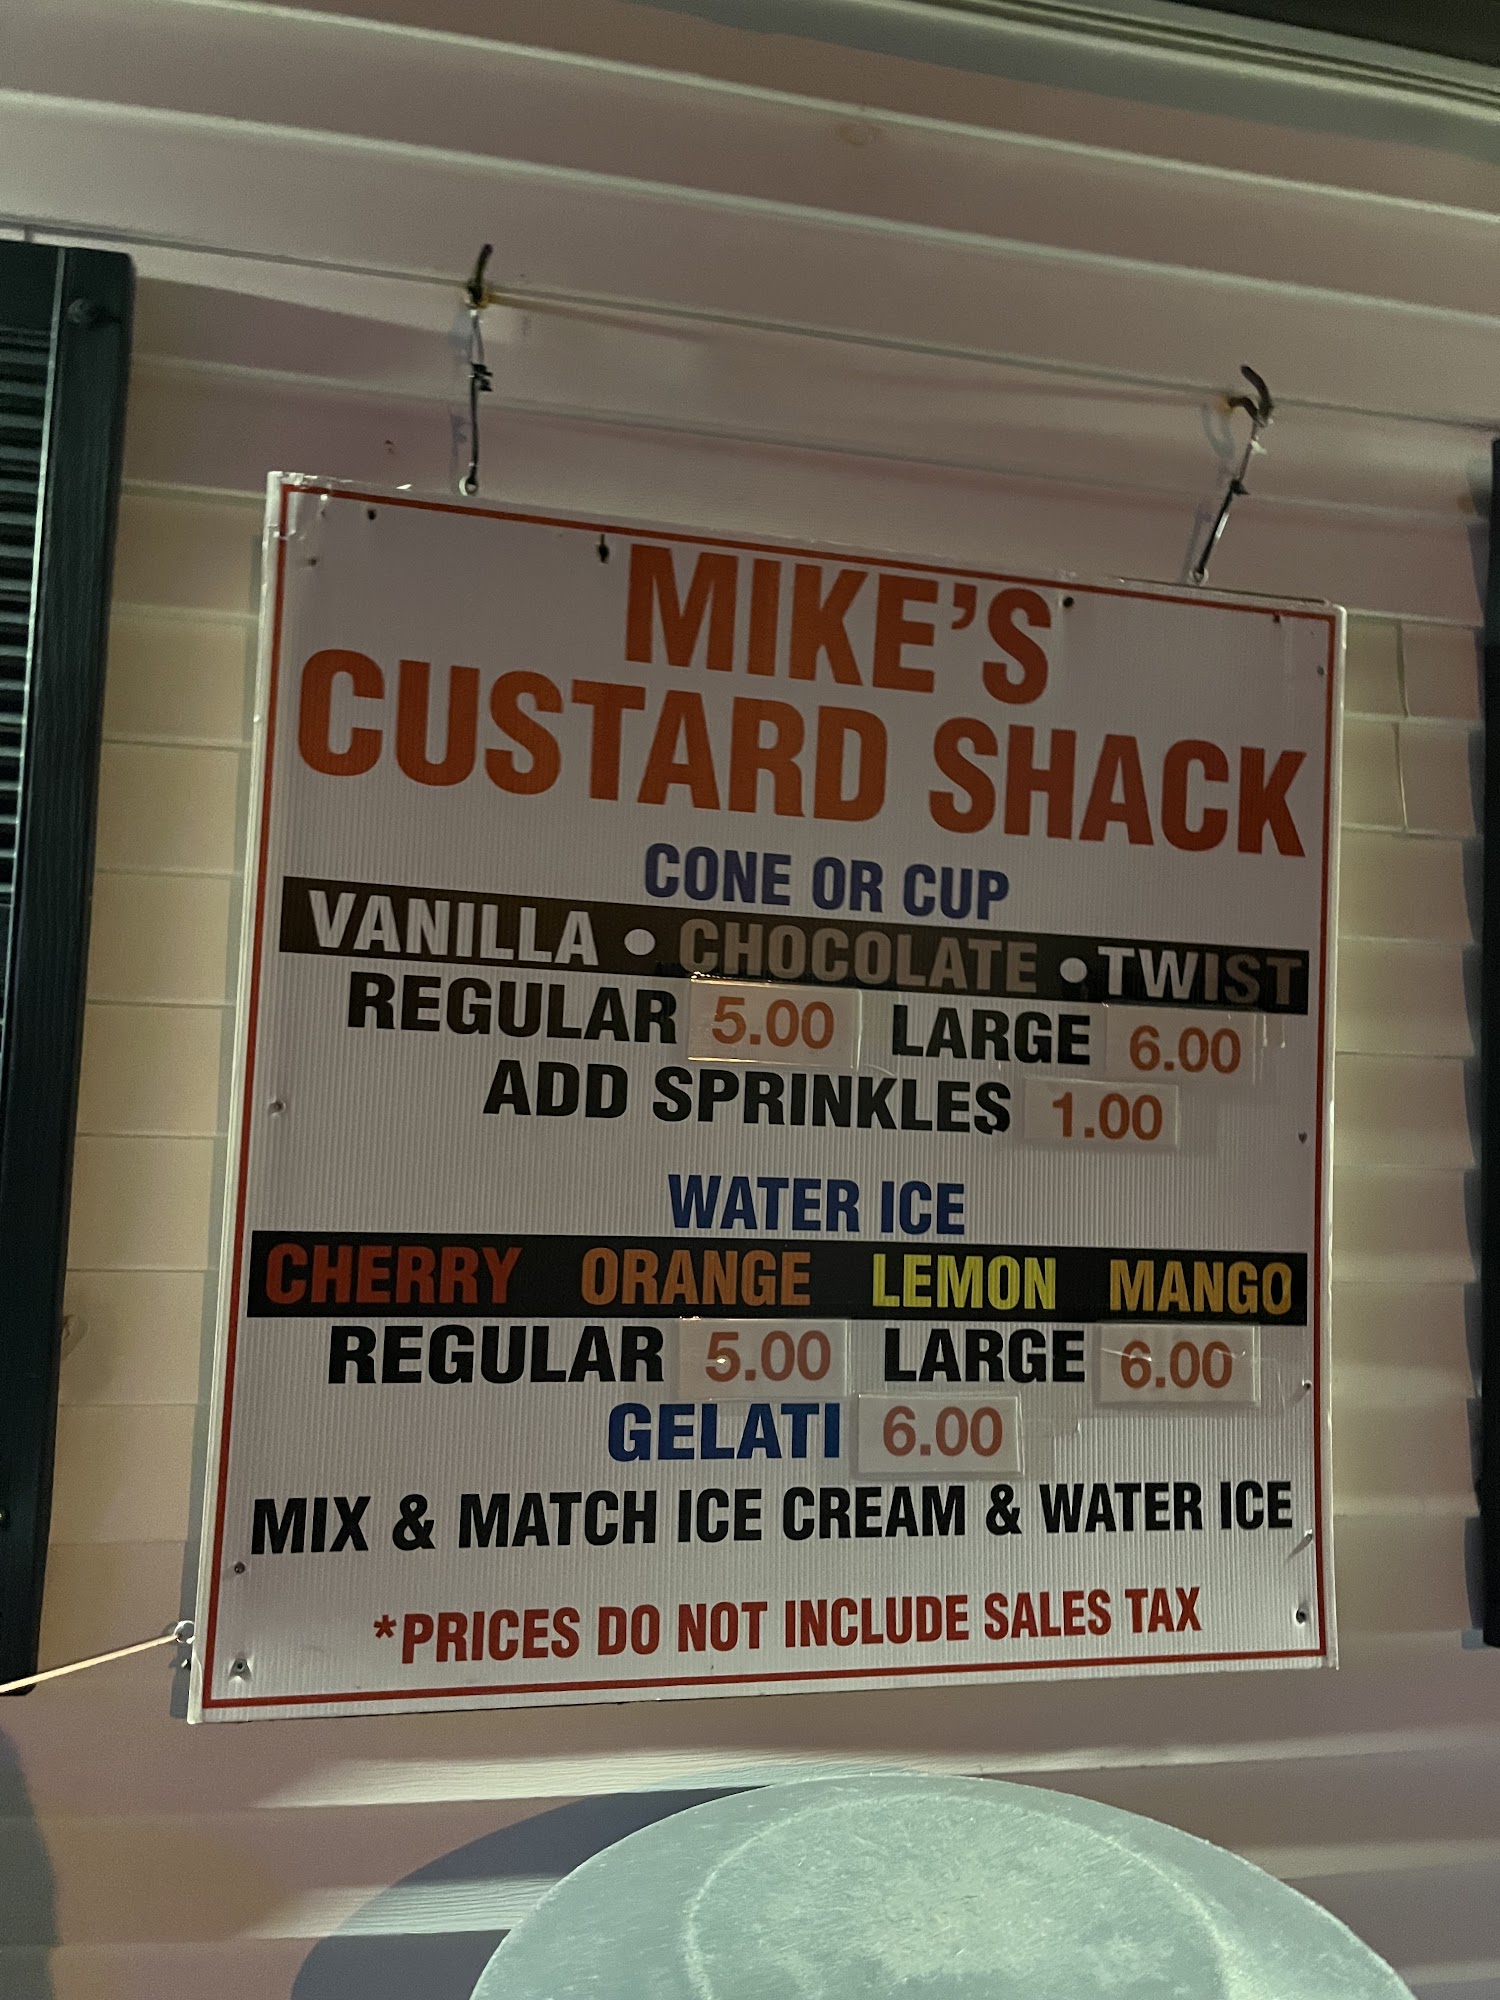 MIKE'S
CUSTARD SHACK
CONE OR CUP
VANILLA • CHOCOLATE • TWIST
REGULAR 5.00 LARGE 6.00
ADD SPRINKLES 1.00
WATER ICE
CHERRY ORANGE LEMON MANGO
REGULAR 5.00 LARGE 6.00
GELATI 6.00
MIX & MATCH ICE CREAM & WATER ICE
*PRICES DO NOT INCLUDE SALES TAX